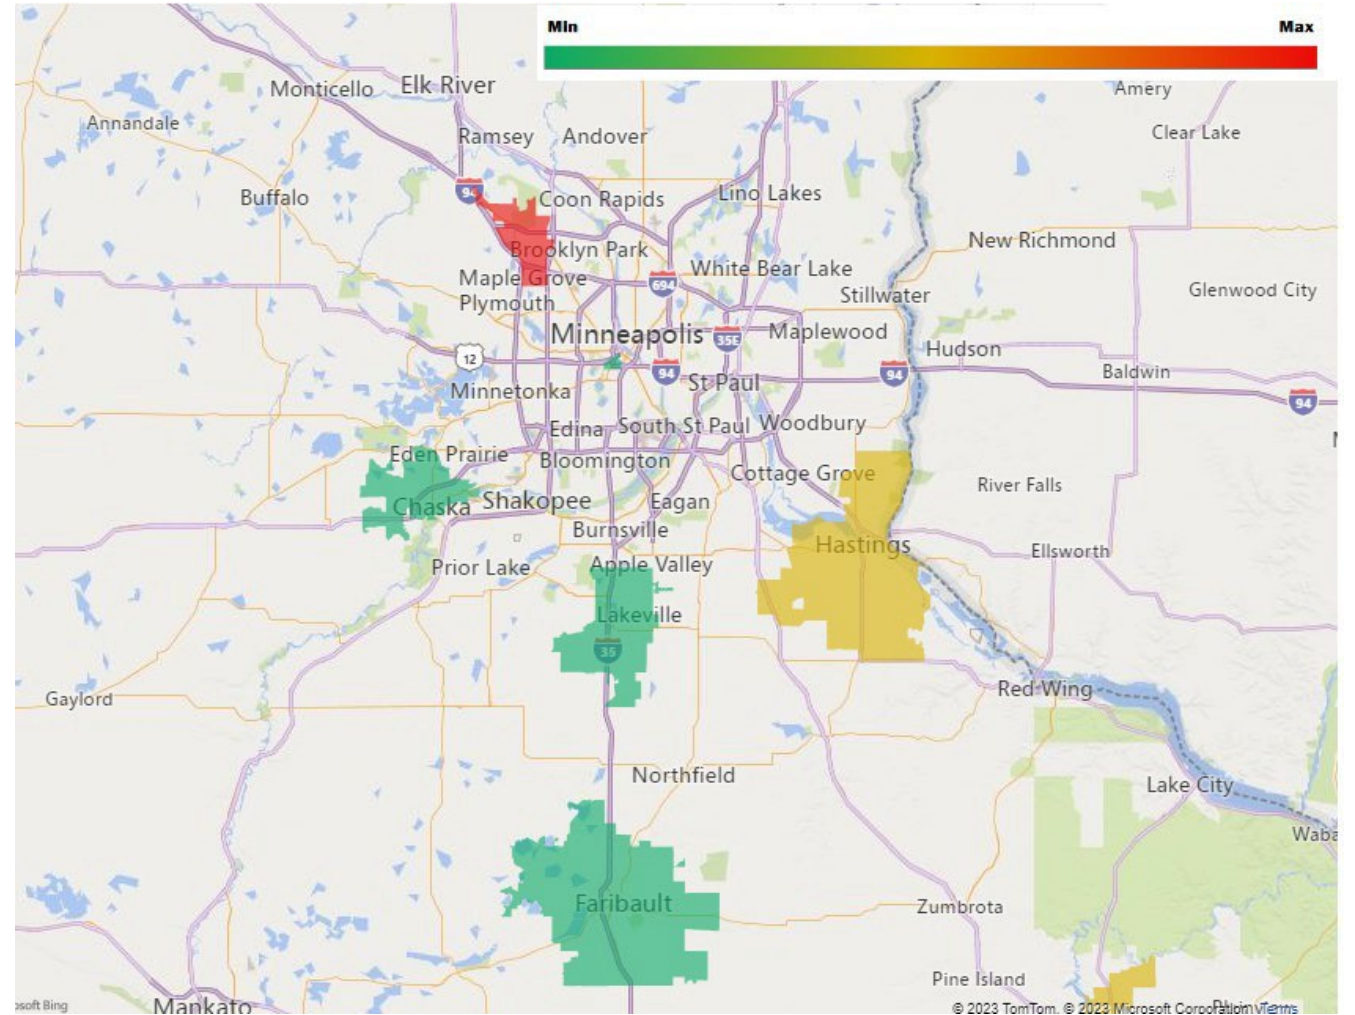 Min Max
Monticello Elk River Amery
Annandale Ramsey Andover Clear Lake
94
Buffalo Coon Rapids Lino Lakes
Brooklyn Park New Richmond
Maple Grove 694 White Bear Lake
Plymouth Stillwater Glenwood City
Minneapolis 35E Maplewood
12 Hudson
94 St Paul 94 Baldwin
Minnetonka 94
Edina South St Paul Woodbury
Eden Prairie Bloomington
Cottage Grove
Chaska Shakopee Eagan River Falls
Burnsville
Hastings Ellsworth
Prior Lake Apple Valley
Lakeville
35
Gaylord Red Wing
Northfield
Lake City
Waba
Faribault Zumbrota
Pine Island
osoft Bing Mankato © 2023 TomTom, © 2023 Microsoft Corporation Terms